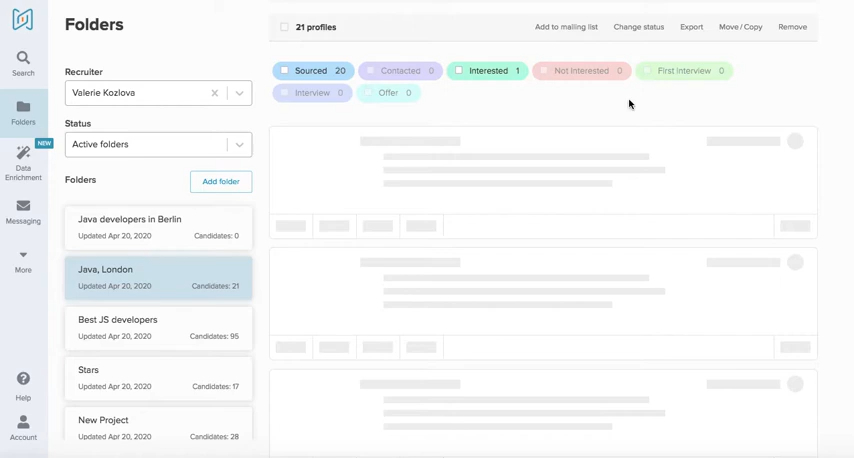 Folders
21 profiles
Add to mailing list
Change status
Export
Move/Copy
Remove
Search
Folders
NEW
Data
Enrichment
Messaging
More
Help
Account
Recruiter
Valerie Kozlova
Status
Active folders
Folders
Add folder
Java developers in Berlin
Updated Apr 20, 2020 Candidates: 0
Java, London
Updated Apr 20, 2020 Candidates: 21
Best JS developers
Updated Apr 20, 2020 Candidates: 95
Stars
Updated Apr 20, 2020 Candidates: 17
New Project
Updated Apr 20, 2020 Candidates: 28
Sourced 20 Contacted 0 Interested 1 Not Interested 0 First Interview 0
Interview 0 Offer 0